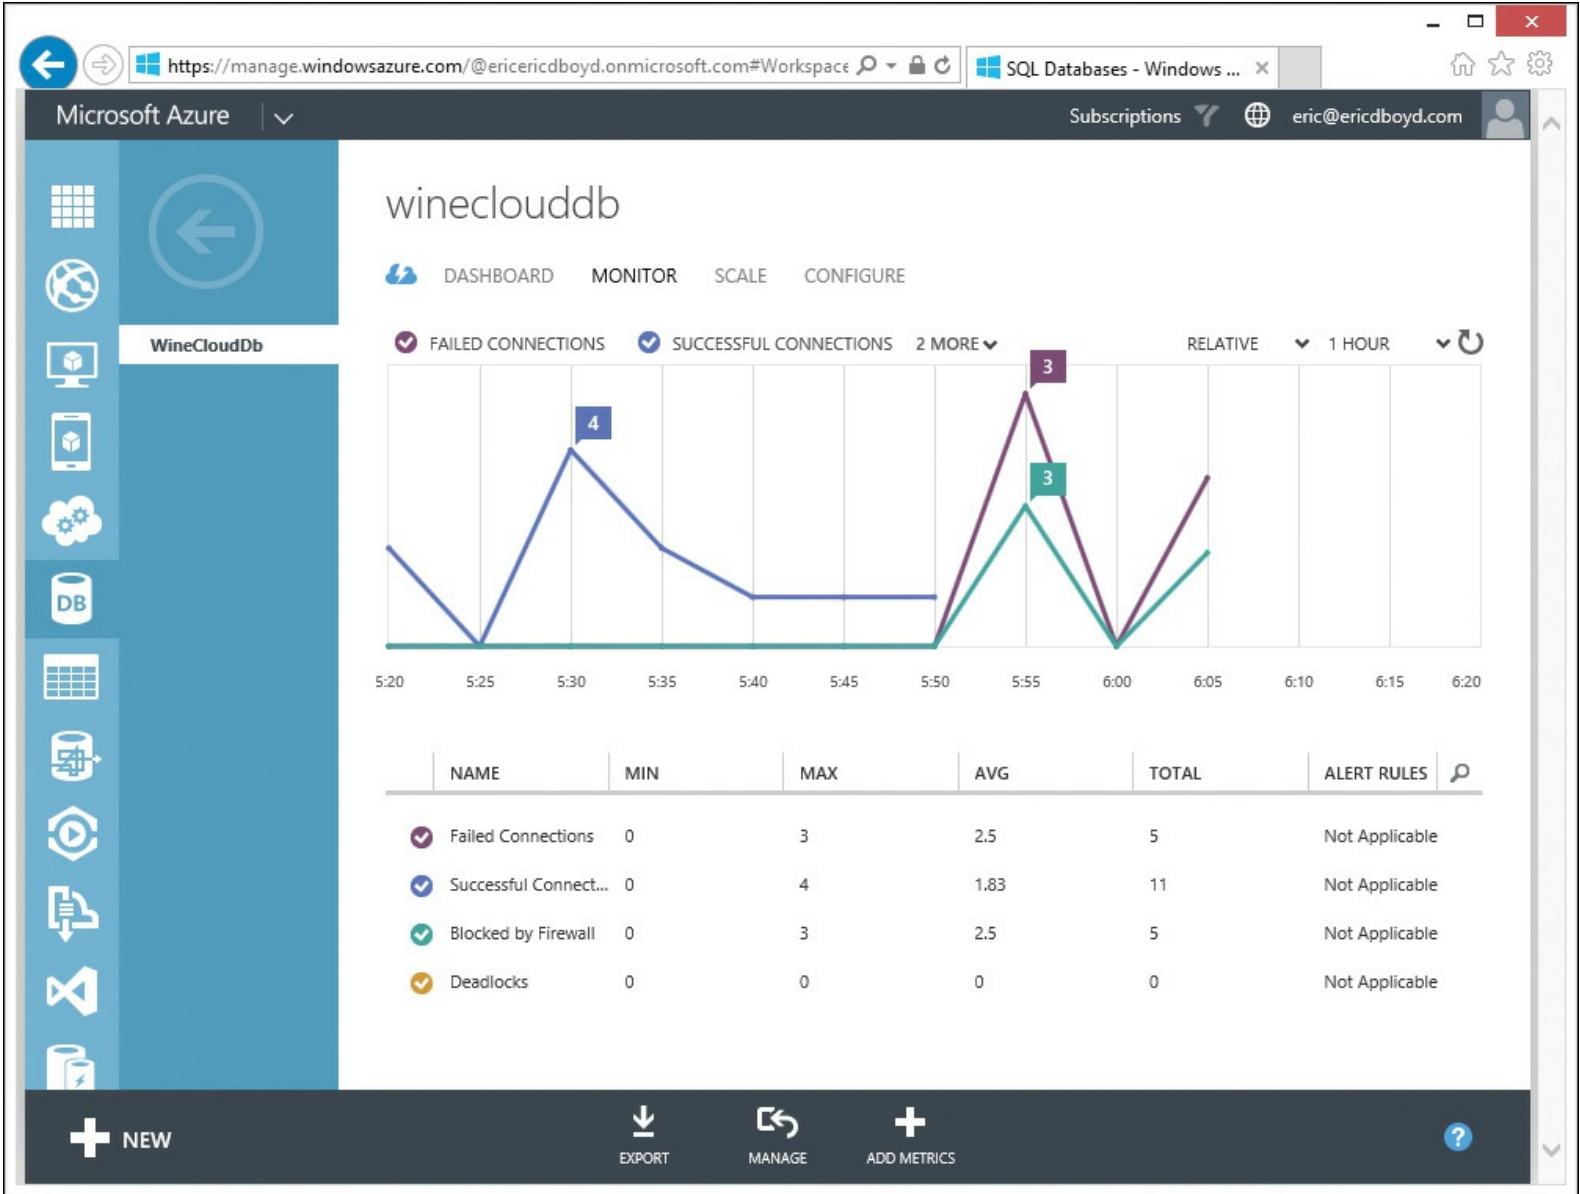 https://manage.windowsazure.com/@ericericdboyd.onmicrosoft.com#Workspace
SQL Databases - Windows ...
Microsoft Azure
Subscriptions
eric@ericdboyd.com
wineclouddb
DASHBOARD MONITOR SCALE CONFIGURE
WineCloudDb
FAILED CONNECTIONS SUCCESSFUL CONNECTIONS 2 MORE RELATIVE 1 HOUR
3
4
3
DB
5:20 5:25 5:30 5:35 5:40 5:45 5:50 5:55 6:00 6:05 6:10 6:15 6:20
NAME MIN MAX AVG TOTAL ALERT RULES
Failed Connections 0 3 2.5 5 Not Applicable
Successful Connect... 0 4 1.83 11 Not Applicable
Blocked by Firewall 0 3 2.5 5 Not Applicable
Deadlocks 0 0 0 0 Not Applicable
NEW
EXPORT MANAGE ADD METRICS
?